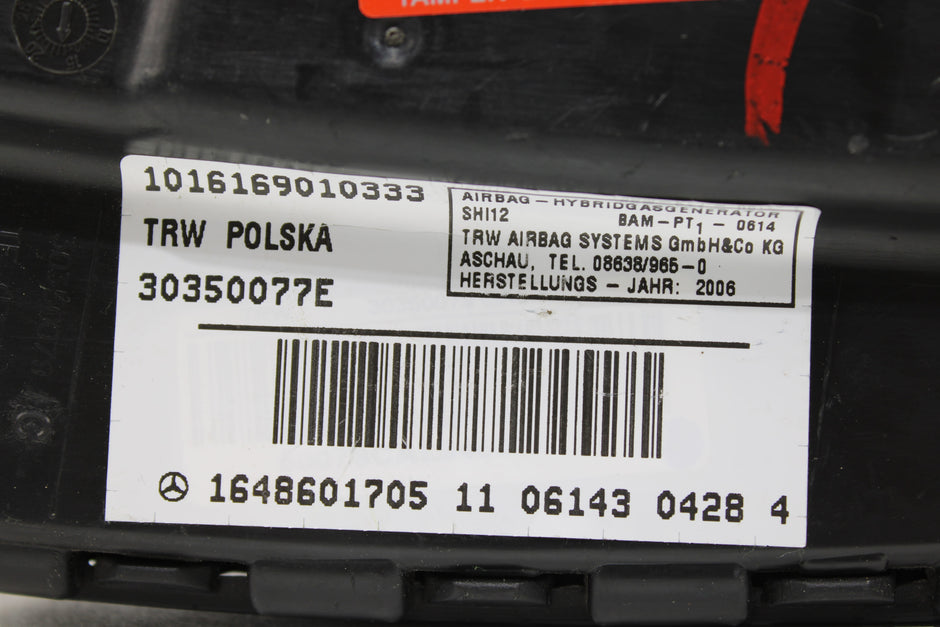 1016169010333
TRW POLSKA
30350077E
AIRBAG - HYBRIDGASGENERATOR
SHI12 BAM-PT1 - 0614
TRW AIRBAG SYSTEMS GmbH&Co KG
ASCHAU, TEL. 08638/965-0
HERSTELLUNGS - JAHR: 2006
1648601705 11 06143 0428 4